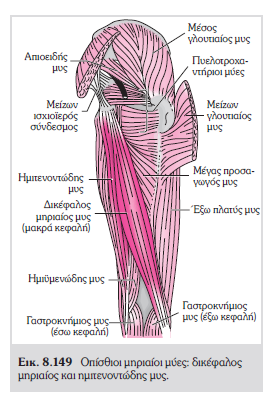 Μέσος
γλουτιαίος μυς
Απιοειδής
μυς
Πυελοτροχα-
ντήριοι μύες
Μείζων
ισχιοϊερός
σύνδεσμος
Μείζων
γλουτιαίος
μυς
Ημιτενοντώδης
μυς
Μέγας προσα-
γωγός μυς
Δικέφαλος
μηριαίος μυς
(μακρά κεφαλή)
Έξω πλατύς μυς
Ημιϋμενώδης μυς
Γαστροκνήμιος
μυς (έξω κεφαλή)
Γαστροκνήμιος μυς
(έσω κεφαλή)
Εικ. 8.149 Οπίσθιοι μηριαίοι μύες: δικέφαλος
μηριαίος και ημιτενοντώδης μυς.